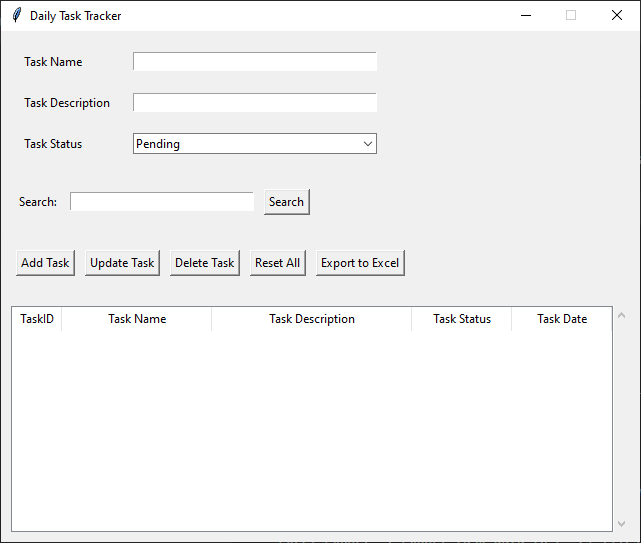 Daily Task Tracker
Task Name
Task Description
Task Status Pending
Search: Search
Add Task Update Task Delete Task Reset All Export to Excel
TaskID Task Name Task Description Task Status Task Date